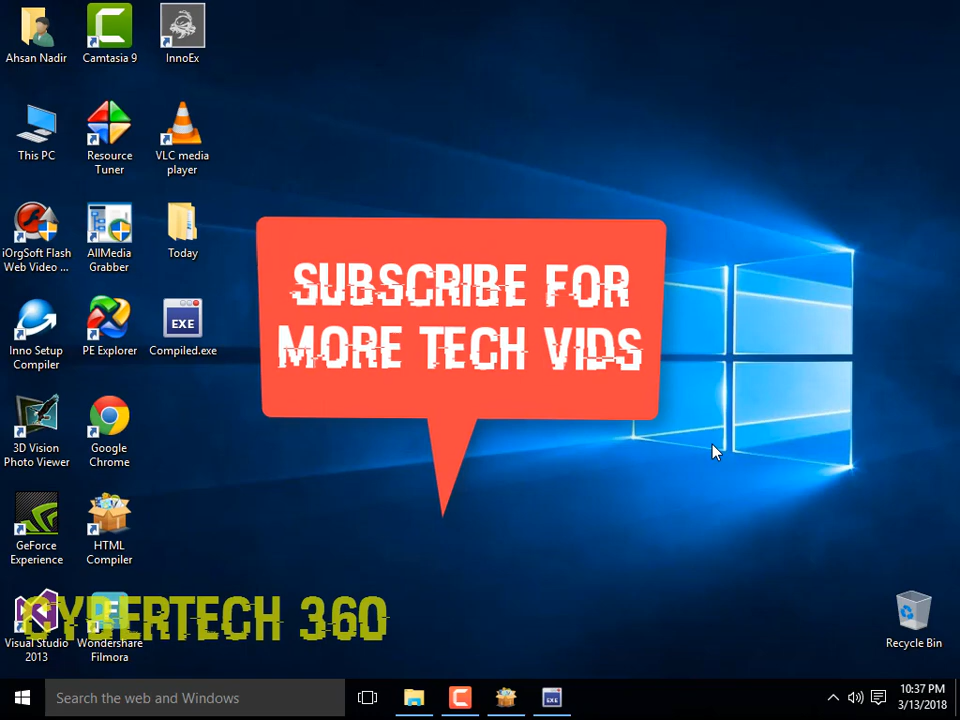 Ahsan Nadir
Camtasia 9
InnoEx
This PC
Resource
Tuner
VLC media
player
iOrgSoft Flash
Web Video ...
AllMedia
Grabber
Today
Inno Setup
Compiler
PE Explorer
EXE
Compiled.exe
SUBSCRIBE FOR
MORE TECH VIDS
3D Vision
Photo Viewer
Google
Chrome
GeForce
Experience
HTML
Compiler
CYBERTECH 360
Visual Studio
2013
Wondershare
Filmora
Recycle Bin
Search the web and Windows
EXE
10:37 PM
3/13/2018